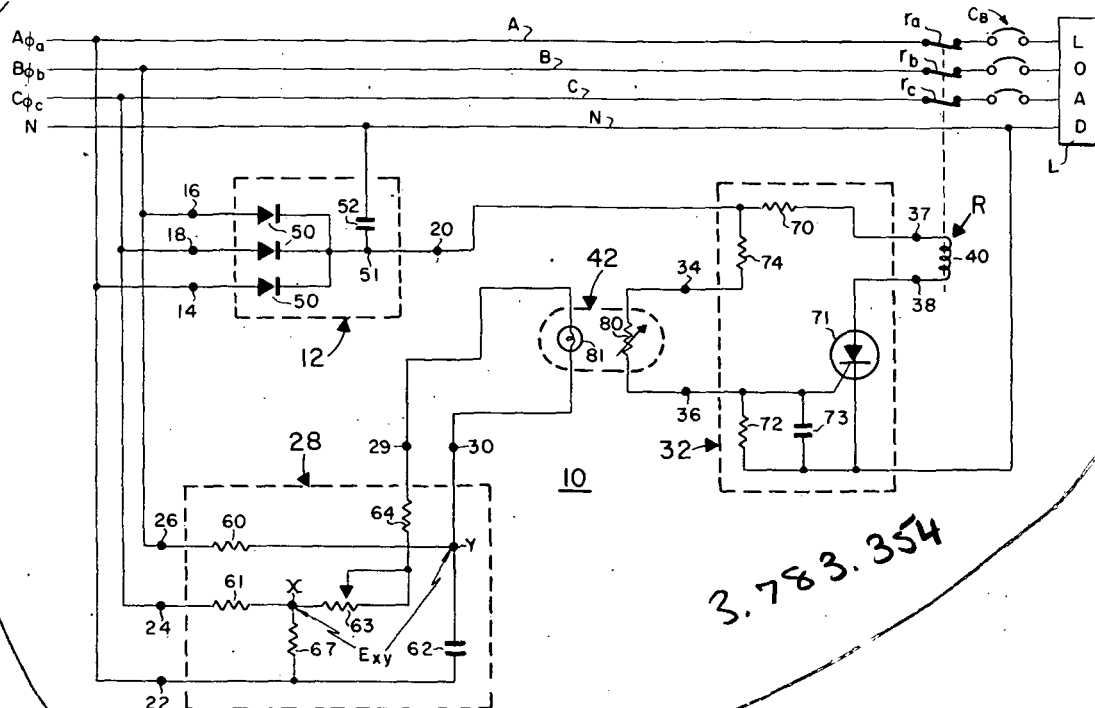 Aφa A ra CB L
Bφb B rb O
Cφc C rc A
N N D
L
16 50 52 20
18 50 51
14 50
12
42
34
80
81
36
74 70 37 R
40
38
71
72 73
32
10
28
29 30
64
26 60 Y
61 X
24 63
67 Exy 62
22
3.783.354